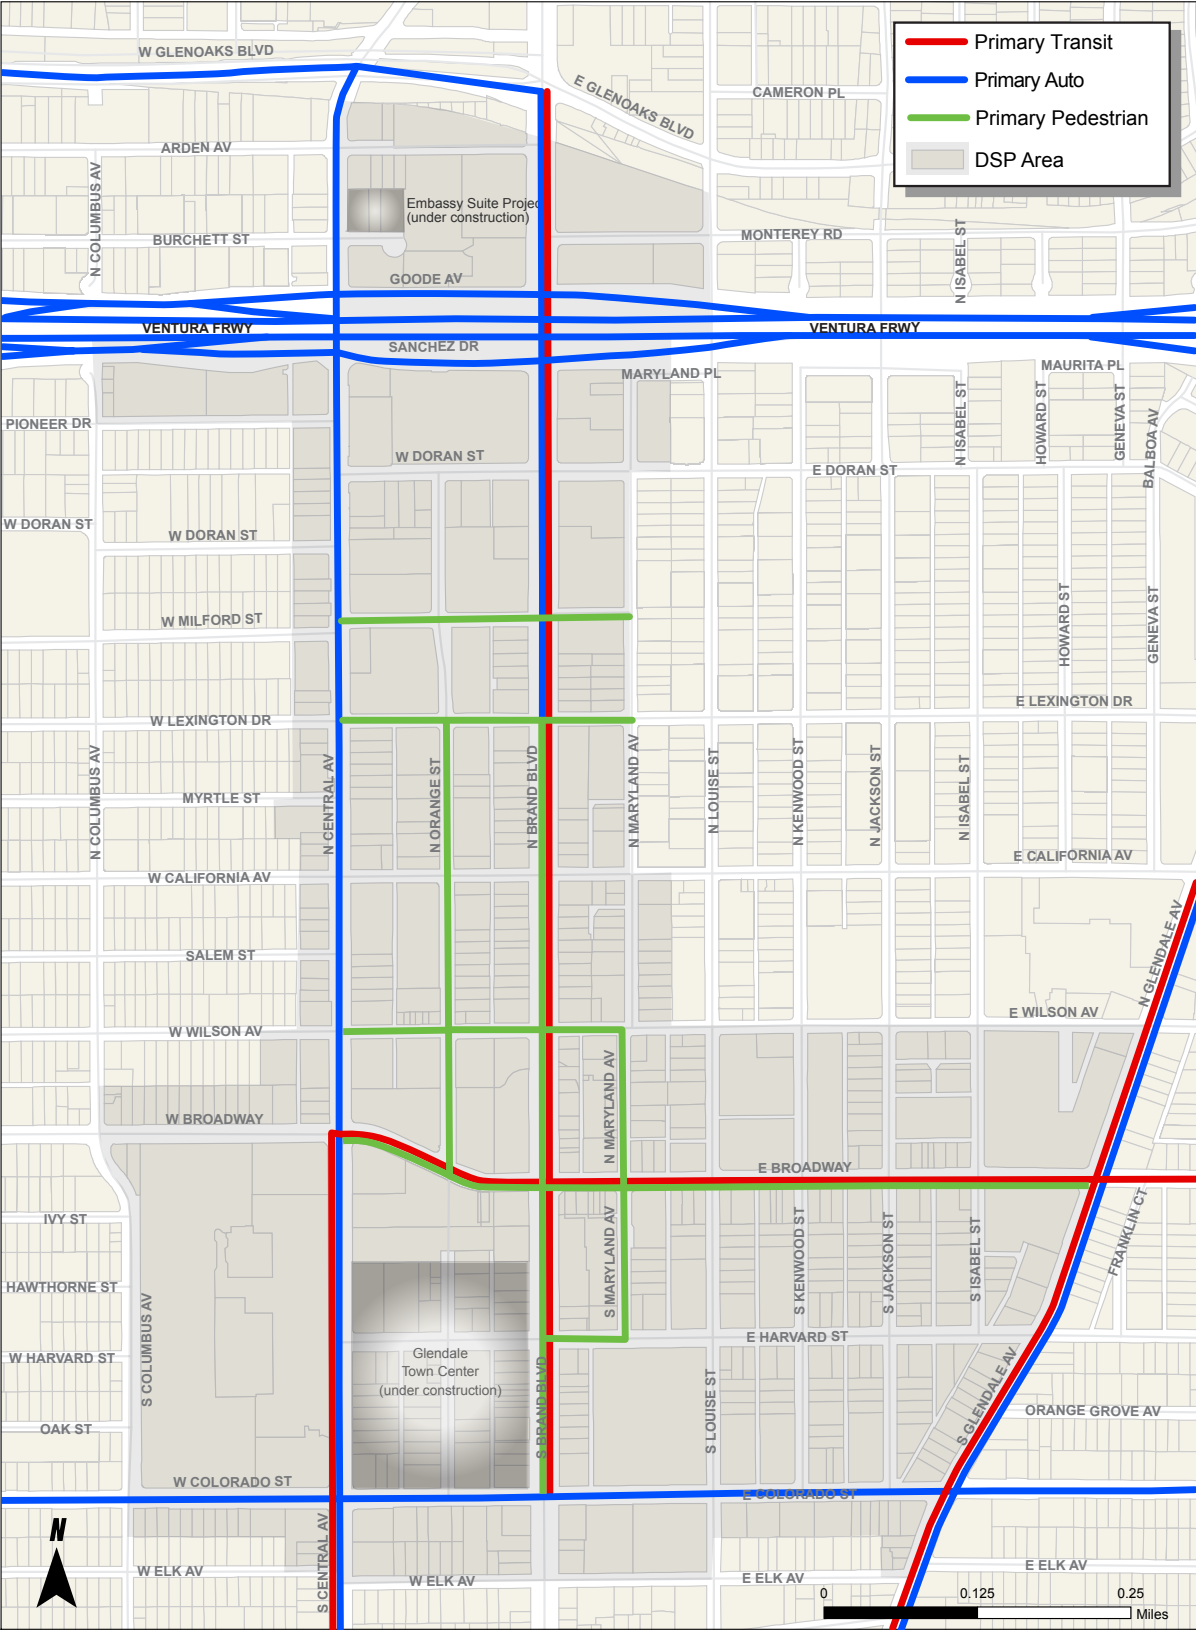 W GLENOAKS BLVD
E GLENOAKS BLVD
CAMERON PL
Primary Transit
Primary Auto
Primary Pedestrian
DSP Area
ARDEN AV
N COLUMBUS AV
Embassy Suite Projec
(under construction)
BURCHETT ST
MONTEREY RD
N ISABEL ST
GOODE AV
VENTURA FRWY
VENTURA FRWY
SANCHEZ DR
MARYLAND PL
MAURITA PL
PIONEER DR
N ISABEL ST
HOWARD ST
GENEVA ST
BALBOA AV
W DORAN ST
E DORAN ST
W DORAN ST
W DORAN ST
W MILFORD ST
HOWARD ST
GENEVA ST
W LEXINGTON DR
E LEXINGTON DR
N COLUMBUS AV
N CENTRAL AV
N ORANGE ST
N BRAND BLVD
N MARYLAND AV
N LOUISE ST
N KENWOOD ST
N JACKSON ST
N ISABEL ST
MYRTLE ST
E CALIFORNIA AV
W CALIFORNIA AV
SALEM ST
N GLENDALE AV
E WILSON AV
W WILSON AV
N MARYLAND AV
W BROADWAY
E BROADWAY
IVY ST
S MARYLAND AV
S KENWOOD ST
S JACKSON ST
S ISABEL ST
FRANKLIN CT
HAWTHORNE ST
S COLUMBUS AV
E HARVARD ST
W HARVARD ST
Glendale
Town Center
(under construction)
S BRAND BLVD
S LOUISE ST
S GLENDALE AV
ORANGE GROVE AV
OAK ST
W COLORADO ST
E COLORADO ST
N
S CENTRAL AV
W ELK AV
W ELK AV
E ELK AV
E ELK AV
0 0.125 0.25
Miles